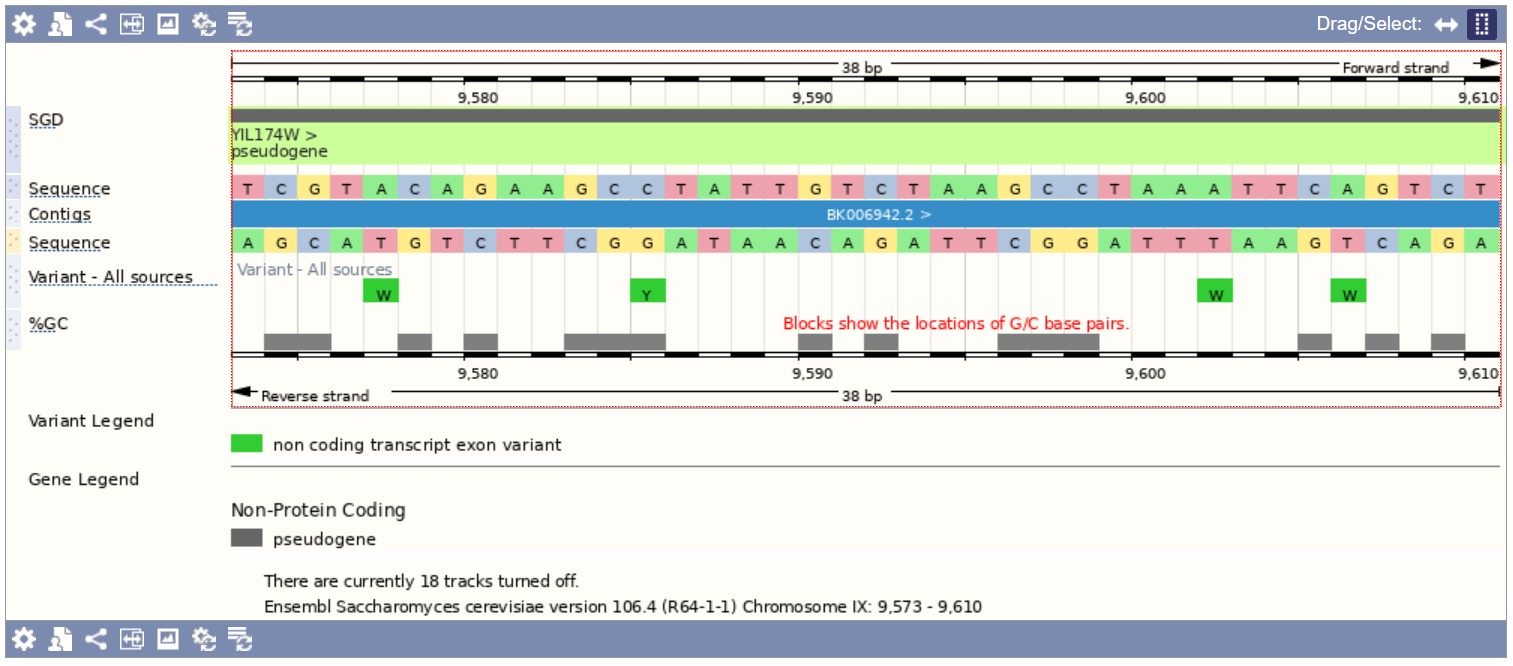 Drag/Select:
38 bp Forward strand
9,580 9,590 9,600 9,610
SGD
YIL174W >
pseudogene
Sequence T C G T A C A G A A G C C T A T T G T C T A A G C C T A A A T T C A G T C T
Contigs BK006942.2 >
Sequence A G C A T G T C T T C G G A T A A C A G A T T C G G A T T T A A G T C A G A
Variant - All sources Variant - All sources
W Y W W
%GC Blocks show the locations of G/C base pairs.
9,580 9,590 9,600 9,610
Reverse strand 38 bp
Variant Legend
non coding transcript exon variant
Gene Legend
Non-Protein Coding
pseudogene
There are currently 18 tracks turned off.
Ensembl Saccharomyces cerevisiae version 106.4 (R64-1-1) Chromosome IX: 9,573 - 9,610